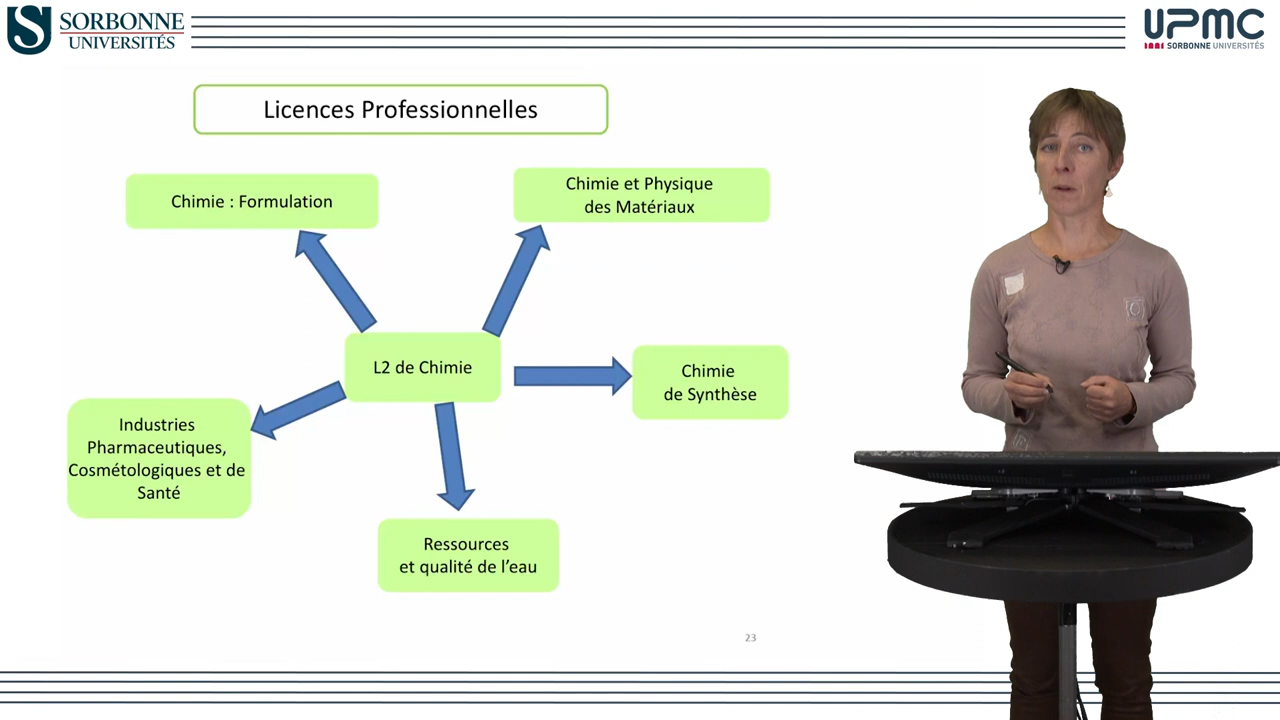 SORBONNE
UNIVERSITÉS
UPMC
SORBONNE UNIVERSITÉS
Licences Professionnelles
Chimie : Formulation
Chimie et Physique
des Matériaux
L2 de Chimie
Chimie
de Synthèse
Industries
Pharmaceutiques,
Cosmétologiques et de
Santé
Ressources
et qualité de l’eau
23